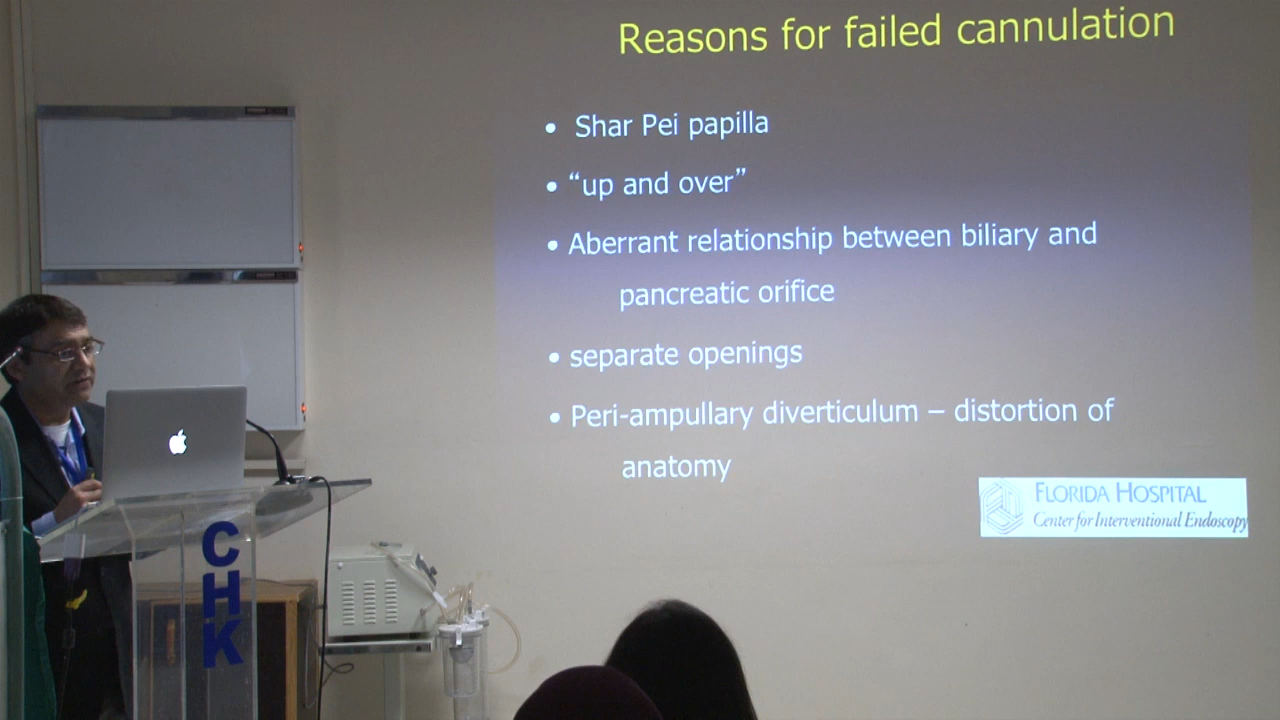 Reasons for failed cannulation
• Shar Pei papilla
• “up and over”
• Aberrant relationship between biliary and
pancreatic orifice
• separate openings
• Peri-ampullary diverticulum – distortion of
anatomy
FLORIDA HOSPITAL
Center for Interventional Endoscopy
CHK